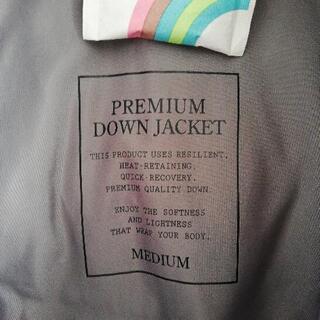 PREMIUM
DOWN JACKET
THIS PRODUCT USES RESILIENT,
HEAT-RETAINING,
QUICK-RECOVERY,
PREMIUM QUALITY DOWN.
ENJOY THE SOFTNESS
AND LIGHTNESS
THAT WRAP YOUR BODY..
MEDIUM